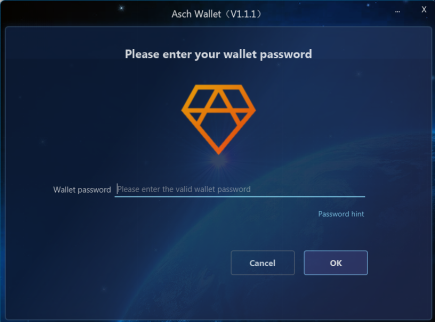 Asch Wallet（V1.1.1）
Please enter your wallet password
Wallet password Please enter the valid wallet password
Password hint
Cancel OK